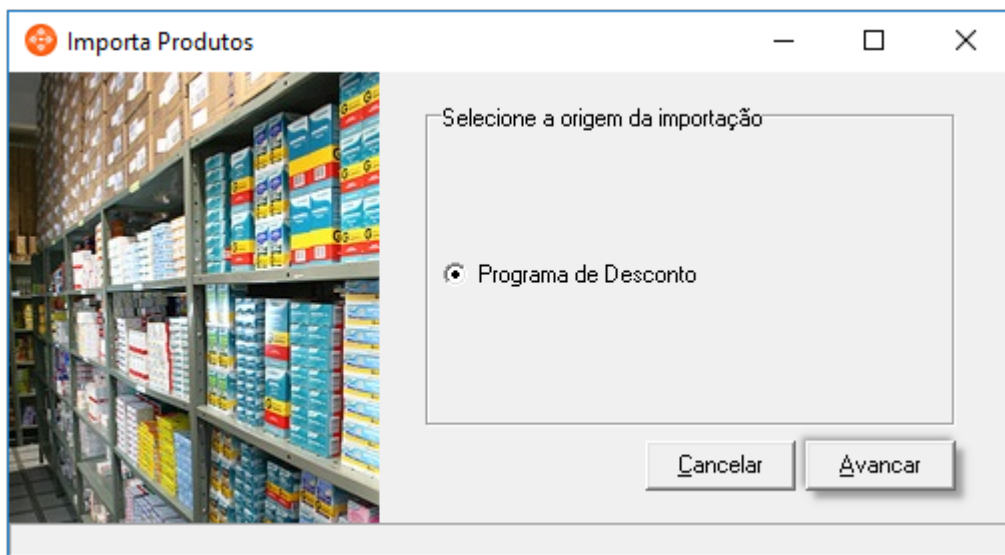 Importa Produtos
Selecione a origem da importação
Programa de Desconto
Cancelar
Avancar